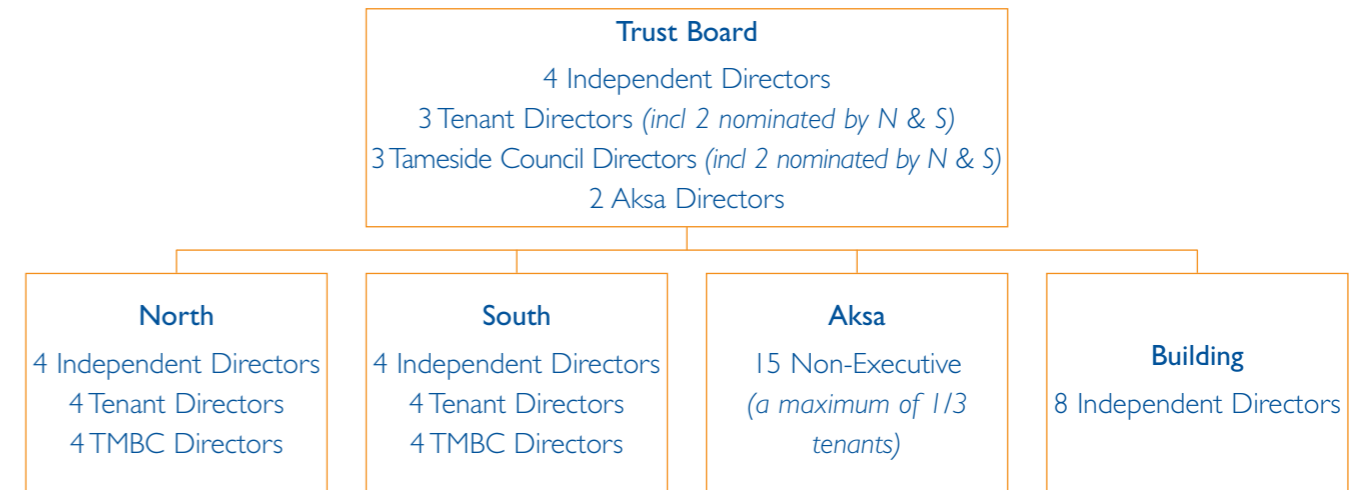 Trust Board
4 Independent Directors
3 Tenant Directors (incl 2 nominated by N & S)
3 Tameside Council Directors (incl 2 nominated by N & S)
2 Aksa Directors
North
4 Independent Directors
4 Tenant Directors
4 TMBC Directors
South
4 Independent Directors
4 Tenant Directors
4 TMBC Directors
Aksa
15 Non-Executive
(a maximum of 1/3
tenants)
Building
8 Independent Directors